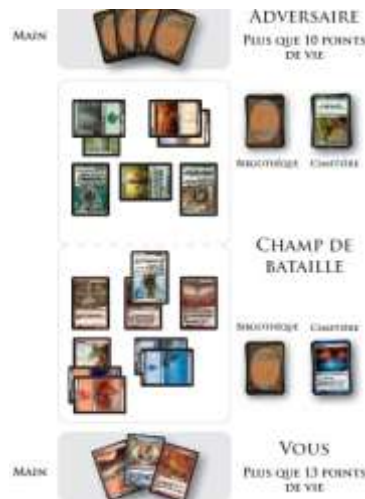 ADVERSAIRE
MAIN
PLUS QUE 10 POINTS
DE VIE
BIBLIOTHÈQUE
CIMETIÈRE
CHAMP DE
BATAILLE
BIBLIOTHÈQUE
CIMETIÈRE
VOUS
MAIN
PLUS QUE 13 POINTS
DE VIE